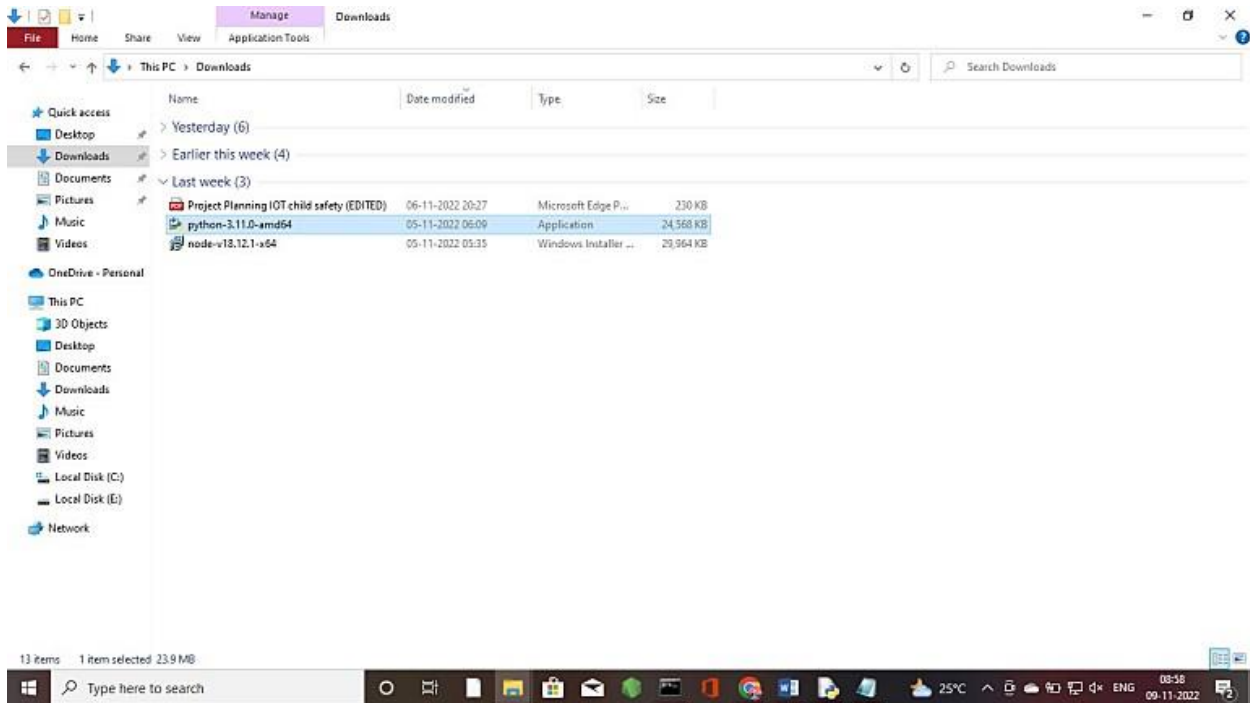 Manage Downloads
File Home Share View Application Tools
This PC > Downloads
Search Downloads
Name Date modified Type Size
Quick access
Desktop
Downloads
Documents
Pictures
Music
Videos
OneDrive - Personal
This PC
3D Objects
Desktop
Documents
Downloads
Music
Pictures
Videos
Local Disk (C:)
Local Disk (E:)
Network
Yesterday (6)
Earlier this week (4)
Last week (3)
Project Planning IOT child safety (EDITED) 06-11-2022 20:27 Microsoft Edge P... 230 KB
python-3.11.0-amd64 05-11-2022 06:09 Application 24,568 KB
node-v18.12.1-x64 05-11-2022 05:35 Windows Installer ... 29,964 KB
13 items 1 item selected 23.9 MB
Type here to search
25°C ENG 08:58
09-11-2022
2